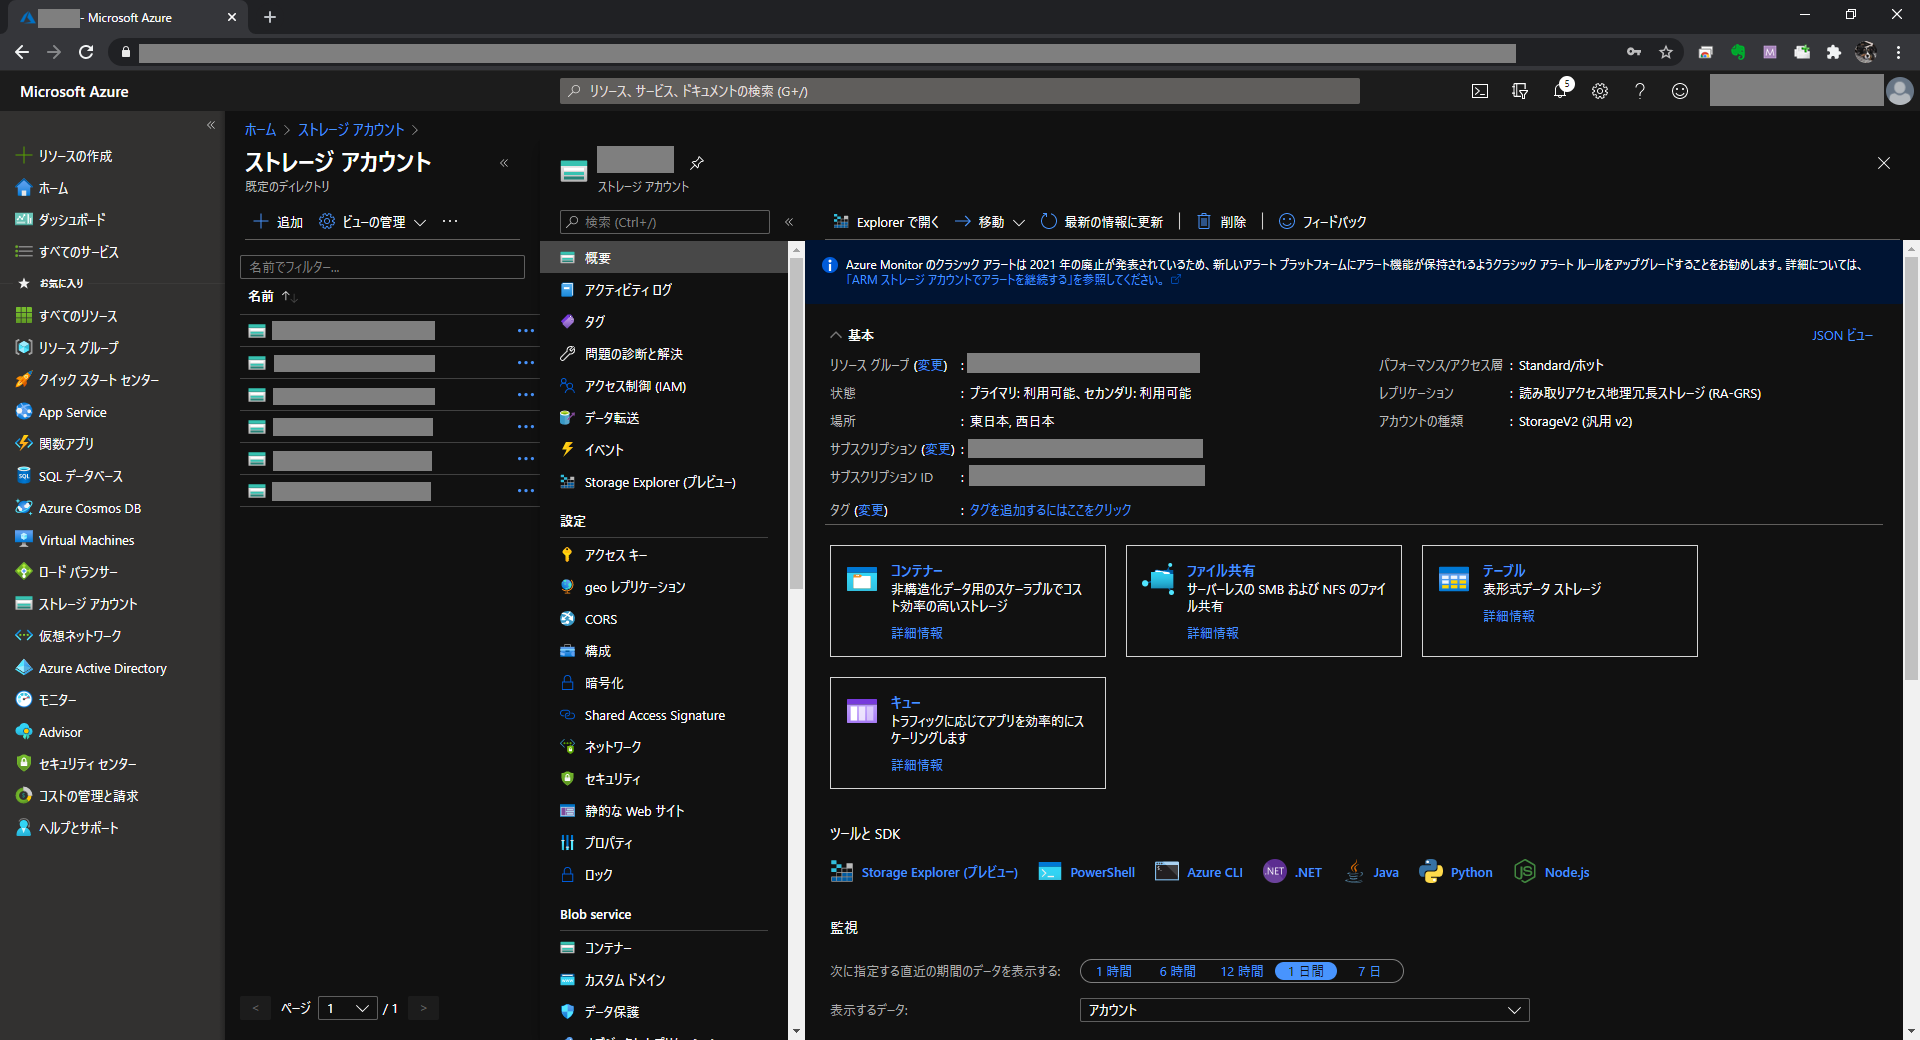 - Microsoft Azure
Microsoft Azure
リソース、サービス、ドキュメントの検索 (G+/)
5
リソースの作成
ホーム
ダッシュボード
すべてのサービス
お気に入り
すべてのリソース
リソース グループ
クイック スタート センター
App Service
関数アプリ
SQL データベース
Azure Cosmos DB
Virtual Machines
ロード バランサー
ストレージ アカウント
仮想ネットワーク
Azure Active Directory
モニター
Advisor
セキュリティ センター
コストの管理と請求
ヘルプとサポート
ホーム > ストレージ アカウント >
ストレージ アカウント
既定のディレクトリ
追加 ビューの管理 ...
名前でフィルター...
名前 ↑↓
< ページ 1 / 1 >
ストレージ アカウント
検索 (Ctrl+/)
概要
アクティビティ ログ
タグ
問題の診断と解決
アクセス制御 (IAM)
データ転送
イベント
Storage Explorer (プレビュー)
設定
アクセス キー
geo レプリケーション
CORS
構成
暗号化
Shared Access Signature
ネットワーク
セキュリティ
静的な Web サイト
プロパティ
ロック
Blob service
コンテナー
カスタム ドメイン
データ保護
Explorer で開く 移動 最新の情報に更新 削除 フィードバック
Azure Monitor のクラシック アラートは 2021 年の廃止が発表されているため、新しいアラート プラットフォームにアラート機能が保持されるようクラシック アラート ルールをアップグレードすることをお勧めします。詳細については、
「ARM ストレージ アカウントでアラートを継続する」を参照してください。
基本
JSON ビュー
リソース グループ (変更) :
状態 : プライマリ: 利用可能、セカンダリ: 利用可能
場所 : 東日本, 西日本
サブスクリプション (変更) :
サブスクリプション ID :
タグ (変更) : タグを追加するにはここをクリック
パフォーマンス/アクセス層 : Standard/ホット
レプリケーション : 読み取りアクセス地理冗長ストレージ (RA-GRS)
アカウントの種類 : StorageV2 (汎用 v2)
コンテナー
非構造化データ用のスケーラブルでコス
ト効率の高いストレージ
詳細情報
ファイル共有
サーバーレスの SMB および NFS のファイ
ル共有
詳細情報
テーブル
表形式データ ストレージ
詳細情報
キュー
トラフィックに応じてアプリを効率的にス
ケーリングします
詳細情報
ツールと SDK
Storage Explorer (プレビュー) PowerShell Azure CLI .NET Java Python Node.js
監視
次に指定する直近の期間のデータを表示する: 1 時間 6 時間 12 時間 1 日間 7 日
表示するデータ: アカウント